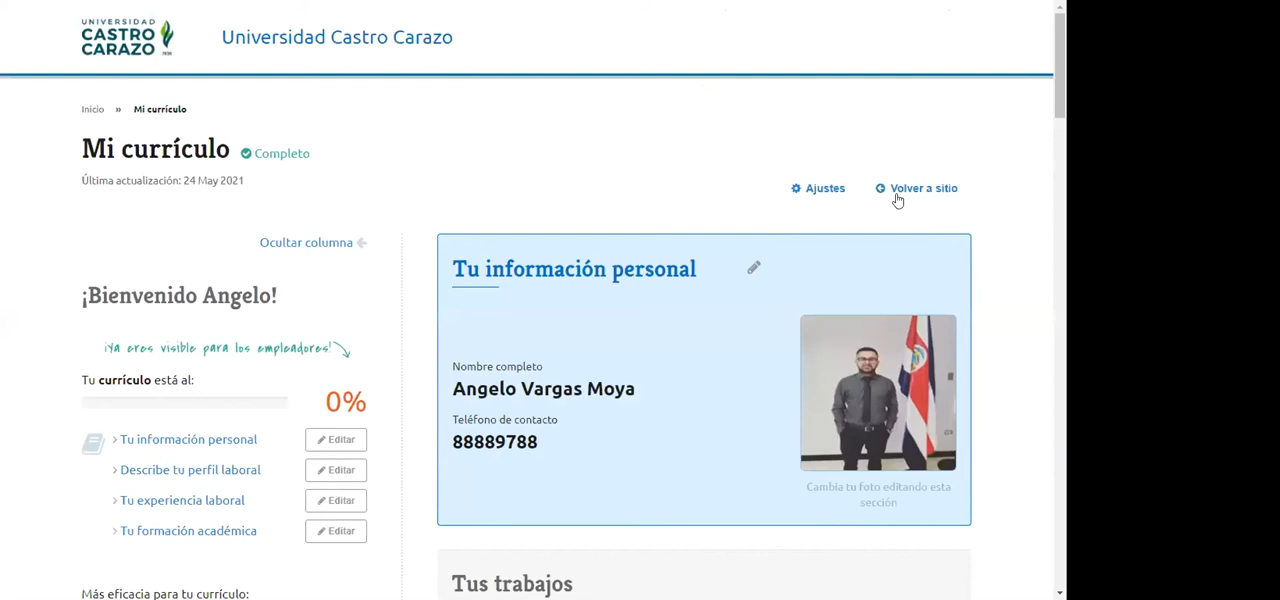 UNIVERSIDAD
CASTRO
CARAZO
Universidad Castro Carazo
Inicio » Mi currículo
Mi currículo Completo
Última actualización: 24 May 2021
Ajustes Volver a sitio
Ocultar columna
¡Bienvenido Angelo!
¡Ya eres visible para los empleadores!
Tu currículo está al:
0%
Tu información personal Editar
Describe tu perfil laboral Editar
Tu experiencia laboral Editar
Tu formación académica Editar
Más eficacia para tu currículo:
Tu información personal
Nombre completo
Angelo Vargas Moya
Teléfono de contacto
88889788
Cambia tu foto editando esta
sección
Tus trabajos